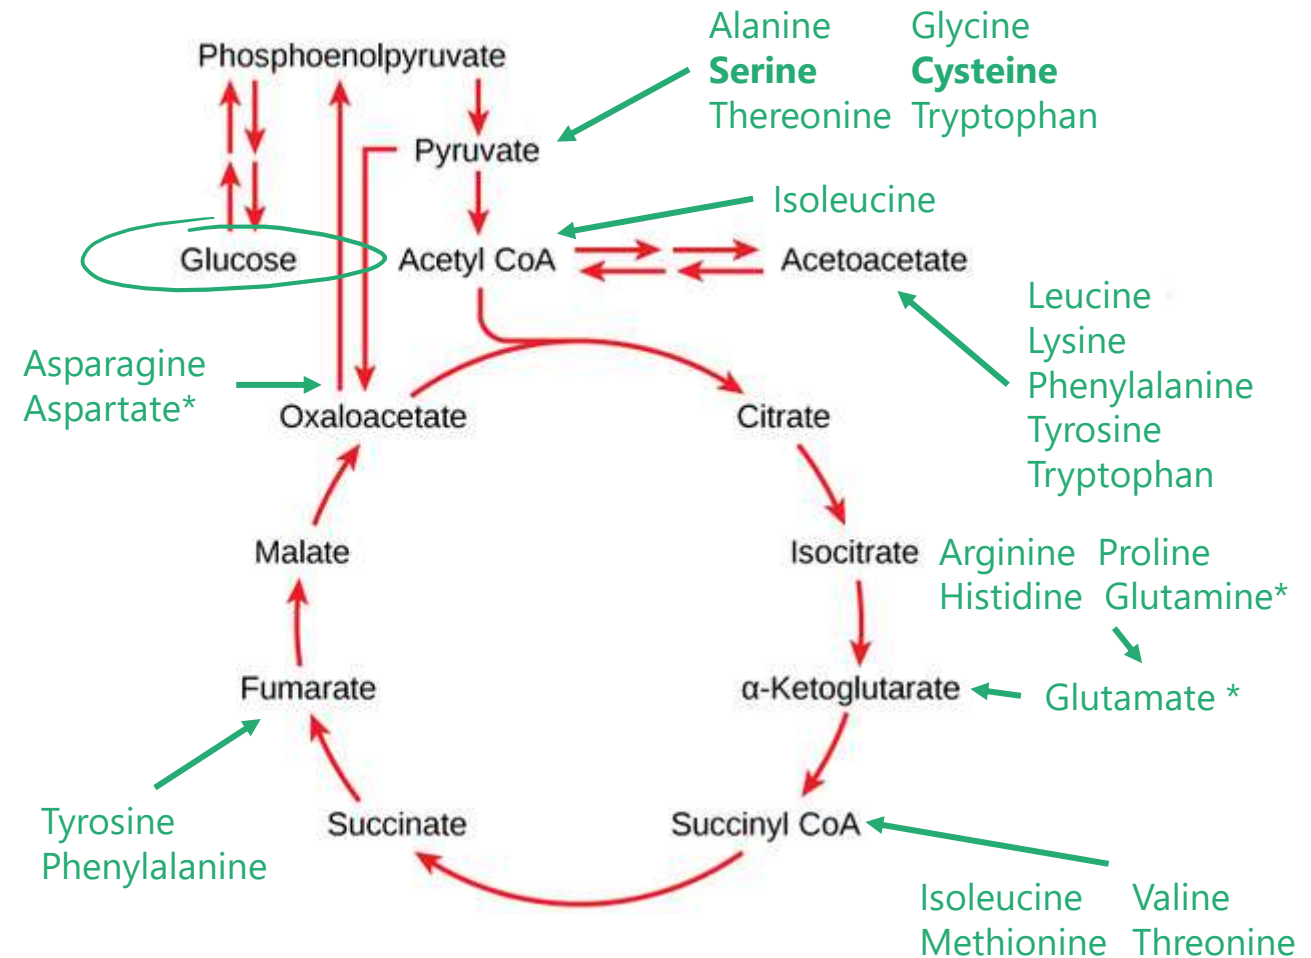 Alanine Glycine
Phosphoenolpyruvate
Serine Cysteine
Thereonine Tryptophan
Pyruvate
Isoleucine
Glucose Acetyl CoA Acetoacetate
Leucine
Lysine
Asparagine
Phenylalanine
Aspartate*
Oxaloacetate Citrate
Tyrosine
Tryptophan
Malate Isocitrate Arginine Proline
Histidine Glutamine*
Fumarate α-Ketoglutarate Glutamate *
Tyrosine Succinate Succinyl CoA
Phenylalanine
Isoleucine Valine
Methionine Threonine